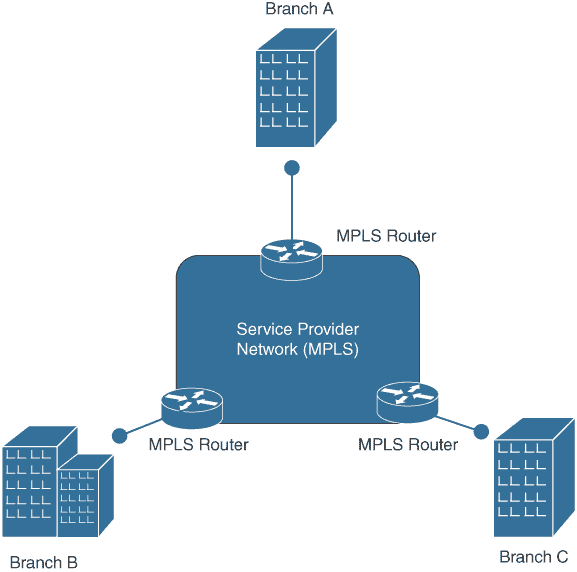 Branch A
MPLS Router
Service Provider
Network (MPLS)
MPLS Router
MPLS Router
Branch B
Branch C